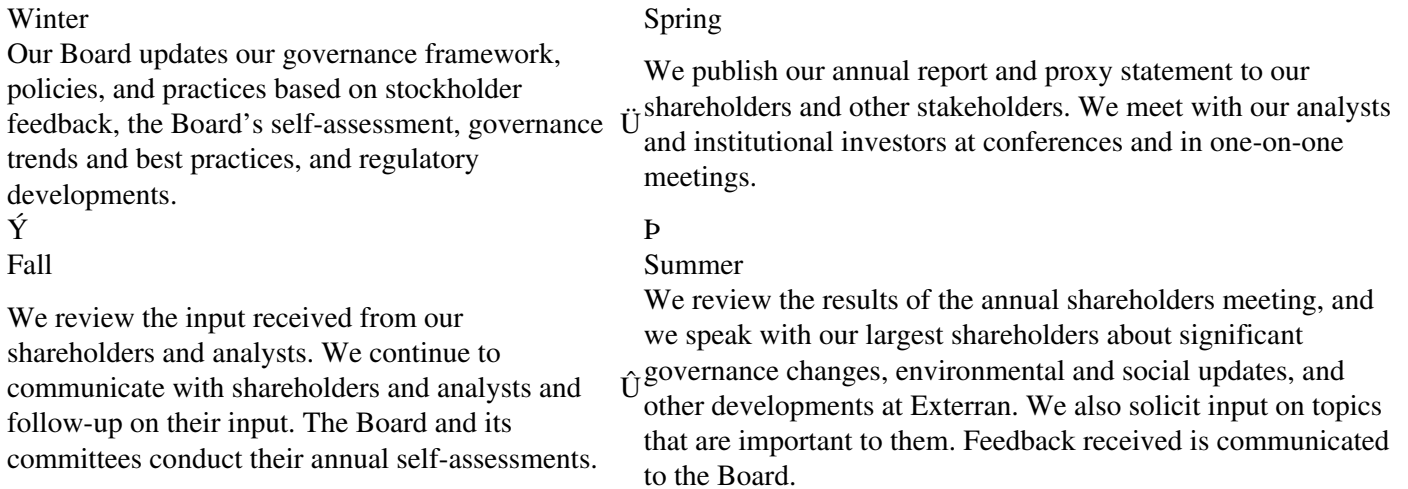 Winter
Our Board updates our governance framework,
policies, and practices based on stockholder
feedback, the Board’s self-assessment, governance
trends and best practices, and regulatory
developments.
Ü
Spring
We publish our annual report and proxy statement to our
shareholders and other stakeholders. We meet with our analysts
and institutional investors at conferences and in one-on-one
meetings.
Ý
Þ
Fall
We review the input received from our
shareholders and analysts. We continue to
communicate with shareholders and analysts and
follow-up on their input. The Board and its
committees conduct their annual self-assessments.
Û
Summer
We review the results of the annual shareholders meeting, and
we speak with our largest shareholders about significant
governance changes, environmental and social updates, and
other developments at Exterran. We also solicit input on topics
that are important to them. Feedback received is communicated
to the Board.